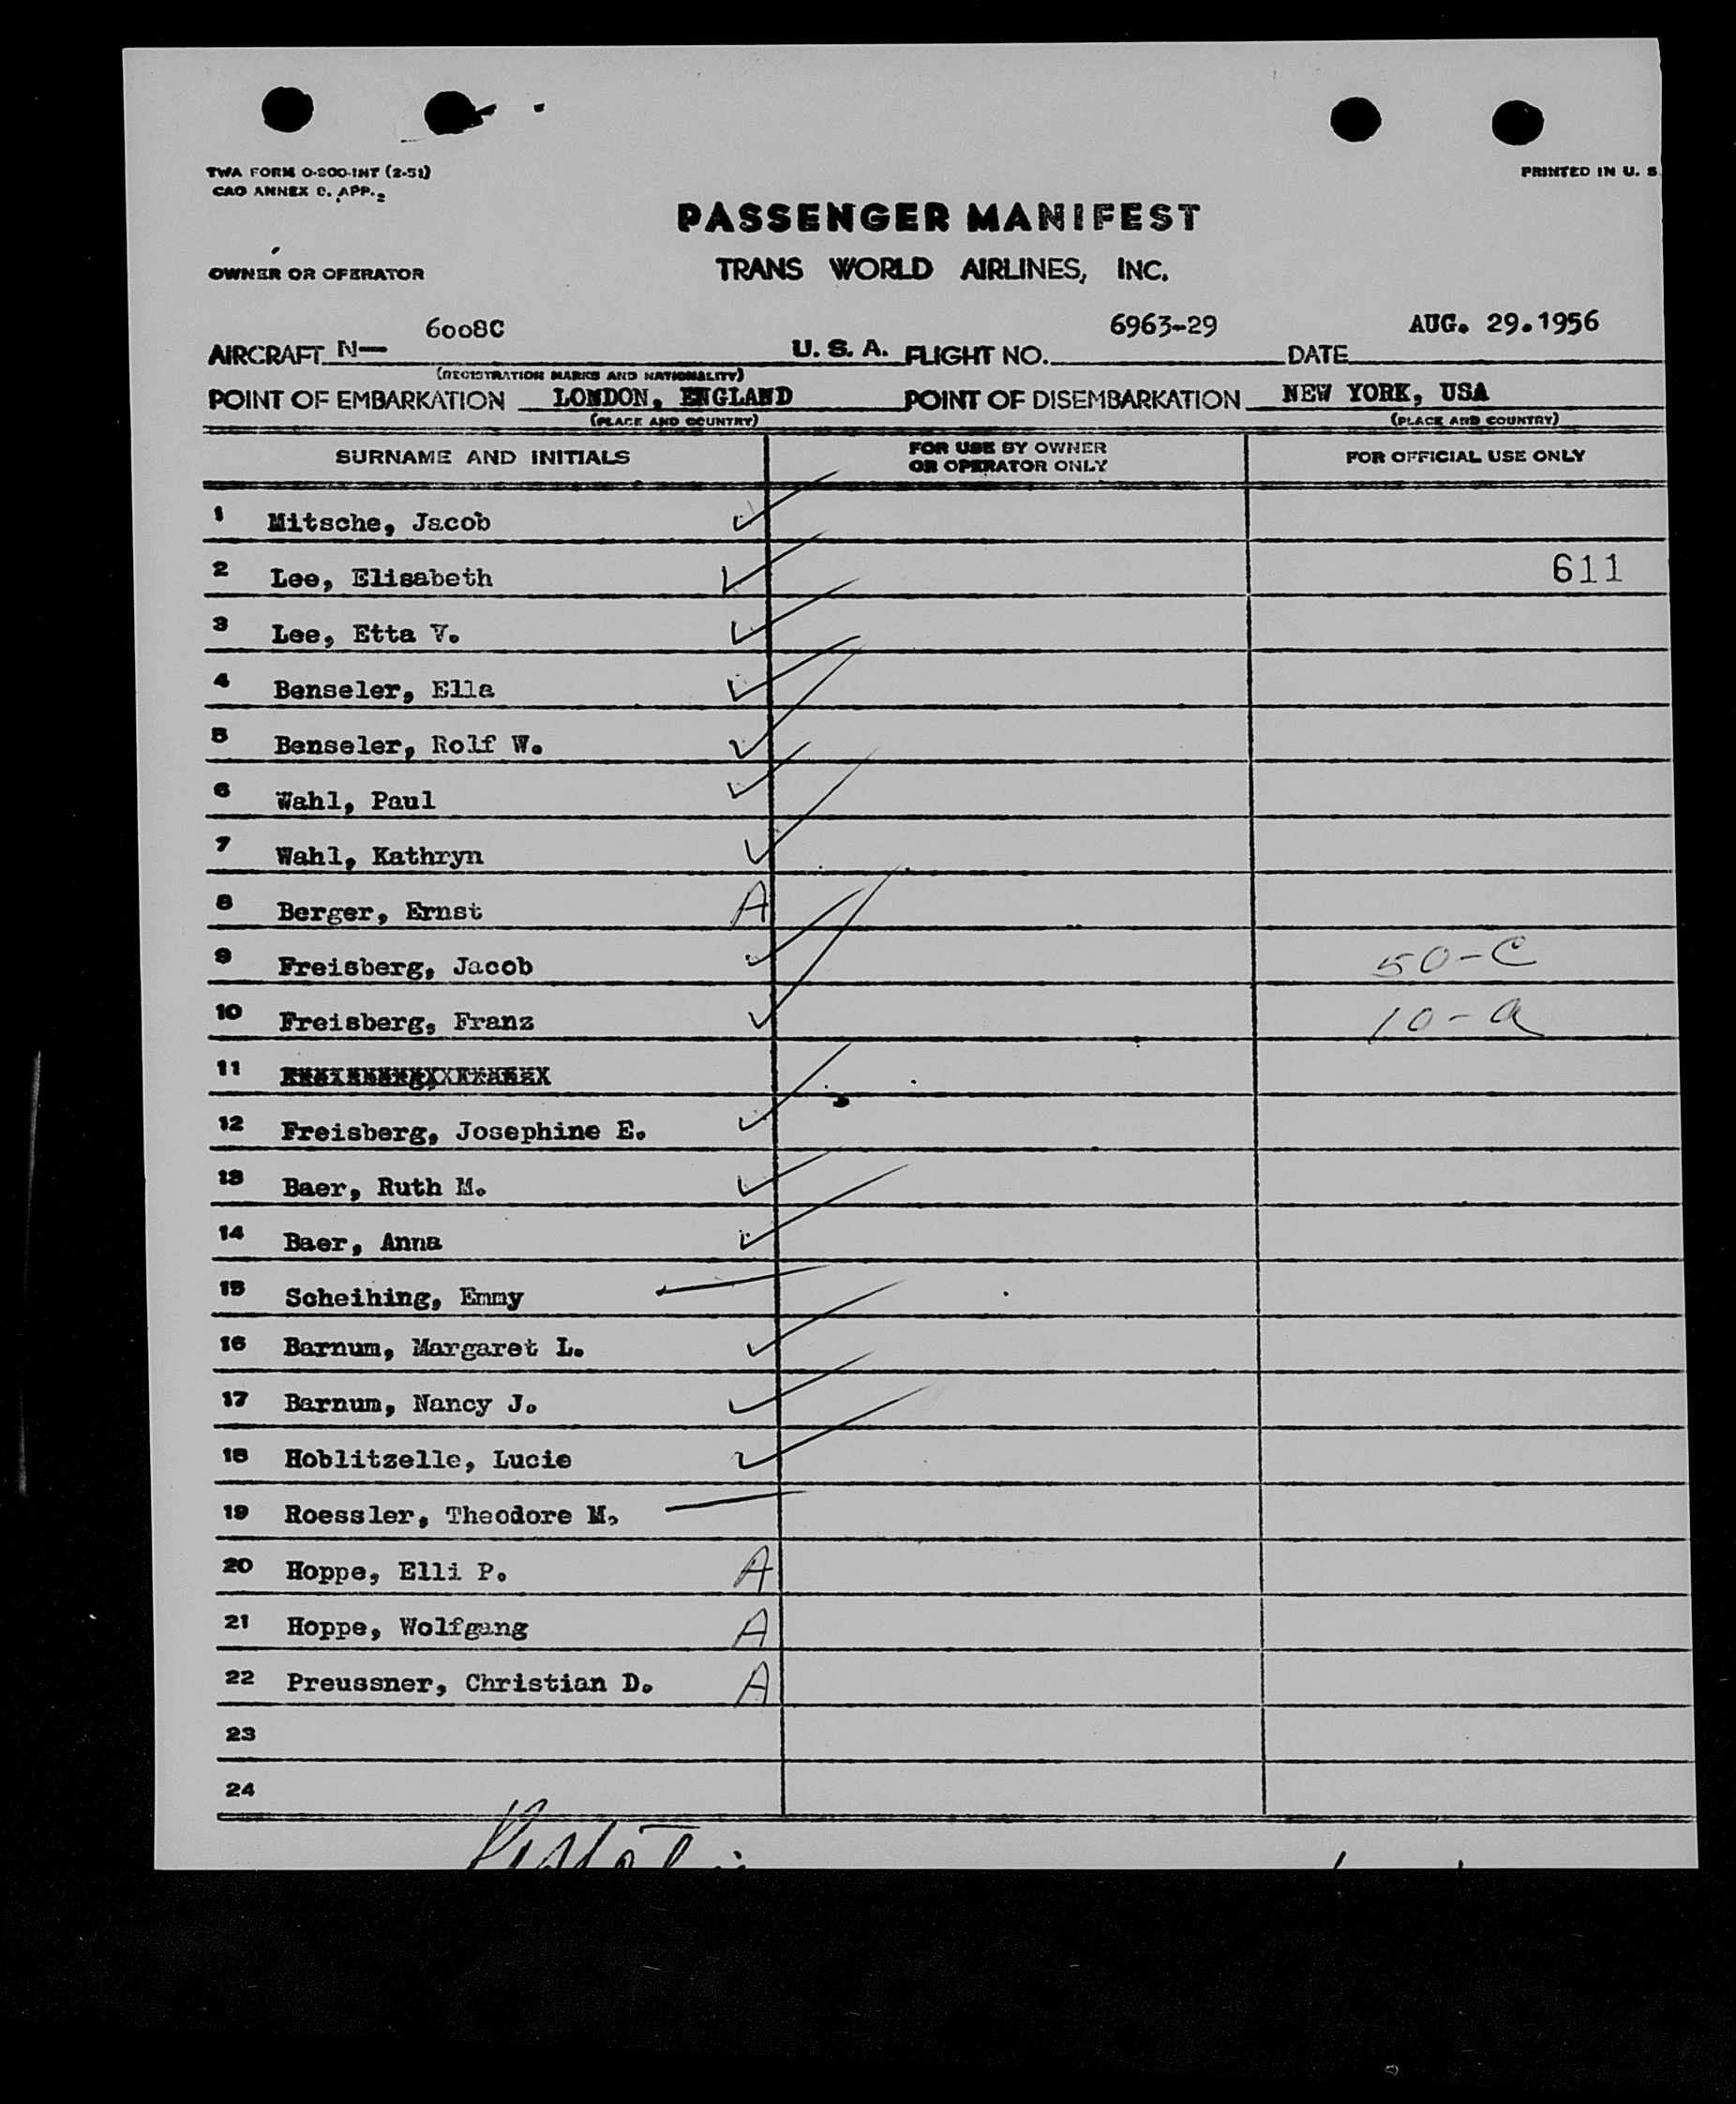 TWA FORM O-200-INT (2-51)
CAO ANNEX 9, APP. 2
PRINTED IN U. S
PASSENGER MANIFEST
OWNER OR OPERATOR
TRANS WORLD AIRLINES, INC.
AIRCRAFT N— 6008C U. S. A. FLIGHT NO. 6963-29 DATE AUG. 29.1956
(REGISTRATION MARKS AND NATIONALITY)
POINT OF EMBARKATION LONDON, ENGLAND POINT OF DISEMBARKATION NEW YORK, USA
(PLACE AND COUNTRY) (PLACE AND COUNTRY)
SURNAME AND INITIALS FOR USE BY OWNER OR OPERATOR ONLY FOR OFFICIAL USE ONLY
1 Mitsche, Jacob ✓
2 Lee, Elisabeth ✓ 611
3 Lee, Etta V. ✓
4 Benseler, Ella ✓
5 Benseler, Rolf W. ✓
6 Wahl, Paul ✓
7 Wahl, Kathryn ✓
8 Berger, Ernst A
9 Freisberg, Jacob ✓ 50-C
10 Freisberg, Franz ✓ 10-a
11
12 Freisberg, Josephine E. ✓
13 Baer, Ruth M. ✓
14 Baer, Anna ✓
15 Scheihing, Emmy —
16 Barnum, Margaret L. ✓
17 Barnum, Nancy J. ✓
18 Hoblitzelle, Lucie ✓
19 Roessler, Theodore M. —
20 Hoppe, Elli P. A
21 Hoppe, Wolfgang A
22 Preussner, Christian D. A
23
24